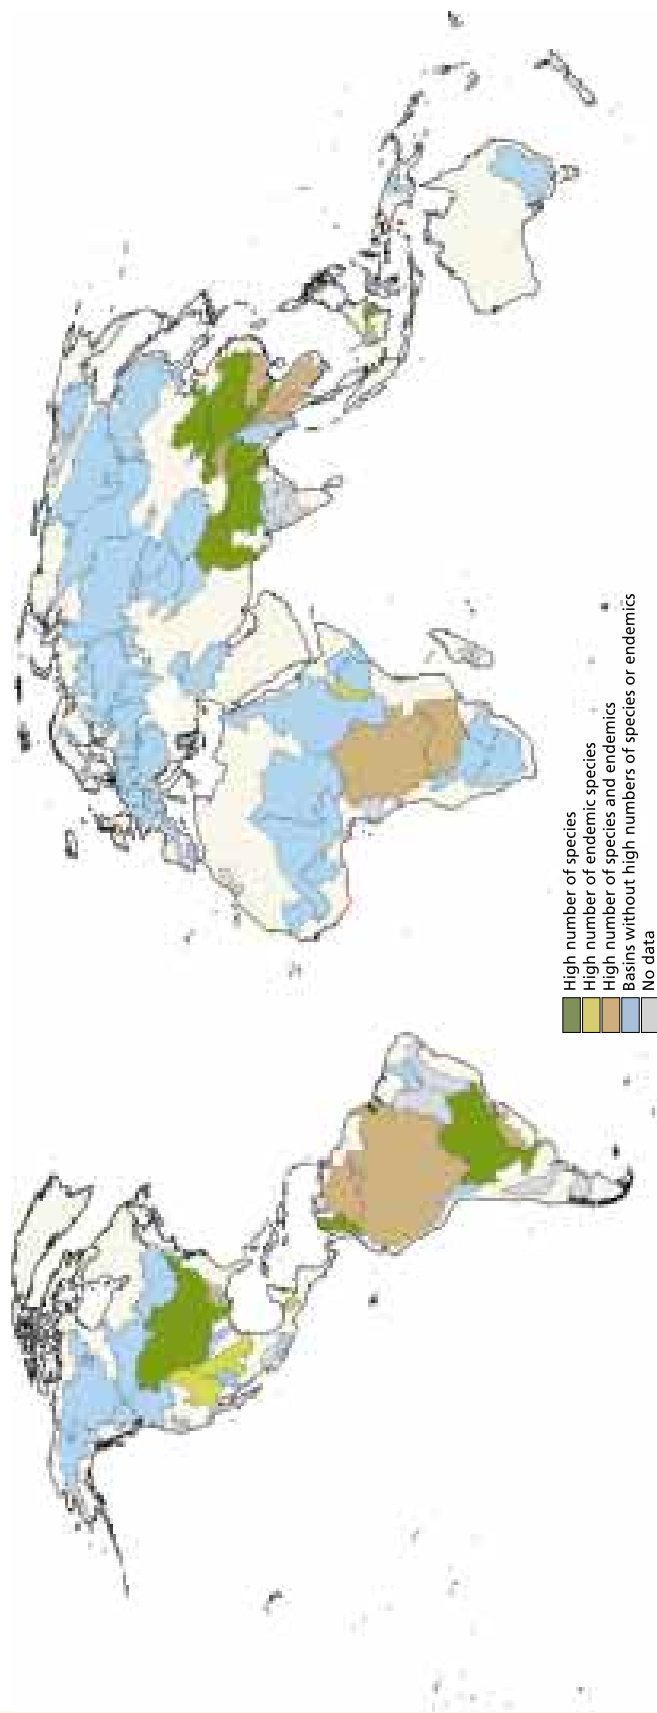 High number of species
High number of endemic species
High number of species and endemics
Basins without high numbers of species or endemics
No data